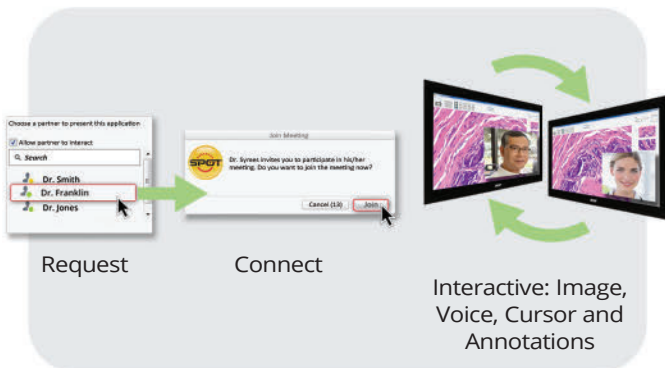 Choose a partner to present this application
Allow partner to interact
Search
Dr. Smith
Dr. Franklin
Dr. Jones
Request
Join Meeting
SPOT
Dr. Syrees invites you to participate in his/her
meeting. Do you want to join the meeting now?
Cancel (13)
Join
Connect
Interactive: Image,
Voice, Cursor and
Annotations